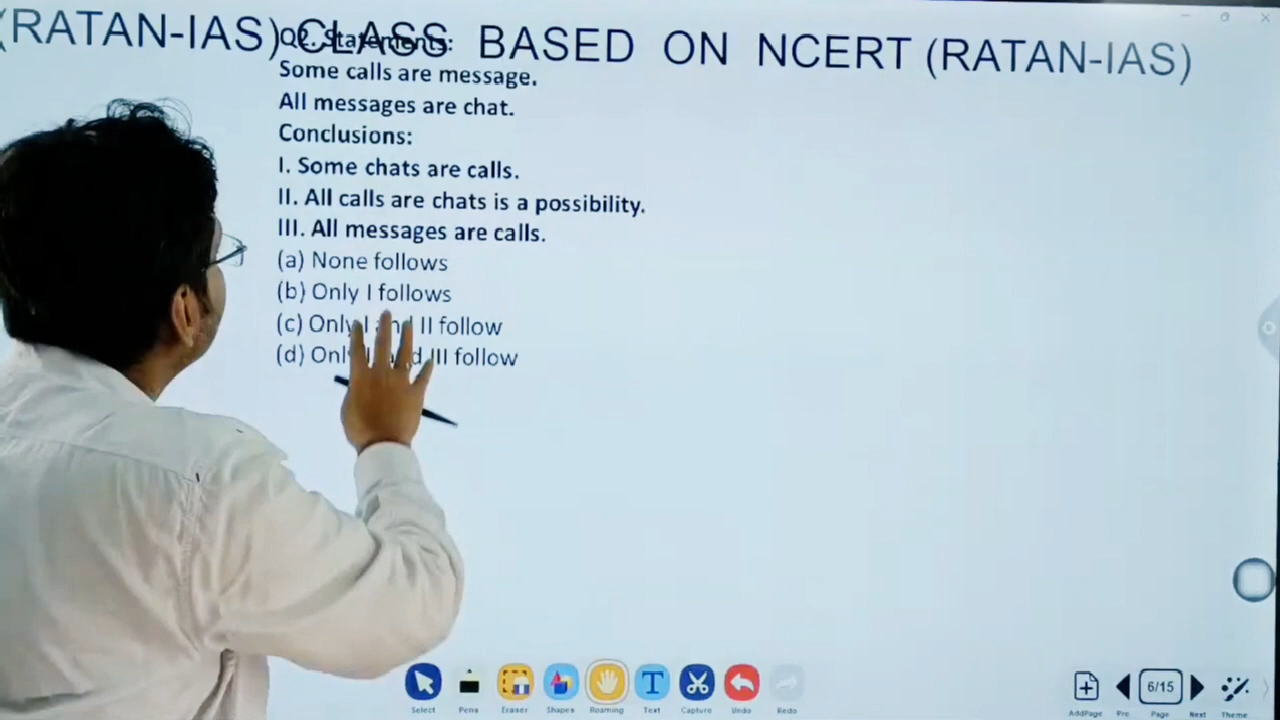 (RATAN-IAS) CLASS BASED ON NCERT (RATAN-IAS)
Q2. Statements:
Some calls are message.
All messages are chat.
Conclusions:
I. Some chats are calls.
II. All calls are chats is a possibility.
III. All messages are calls.
(a) None follows
(b) Only I follows
(c) Only I and II follow
(d) Only III follow
Select Pens Eraser Shapes Roaming Text Capture Undo Redo
6/15
AddPage Pre Page Next Theme